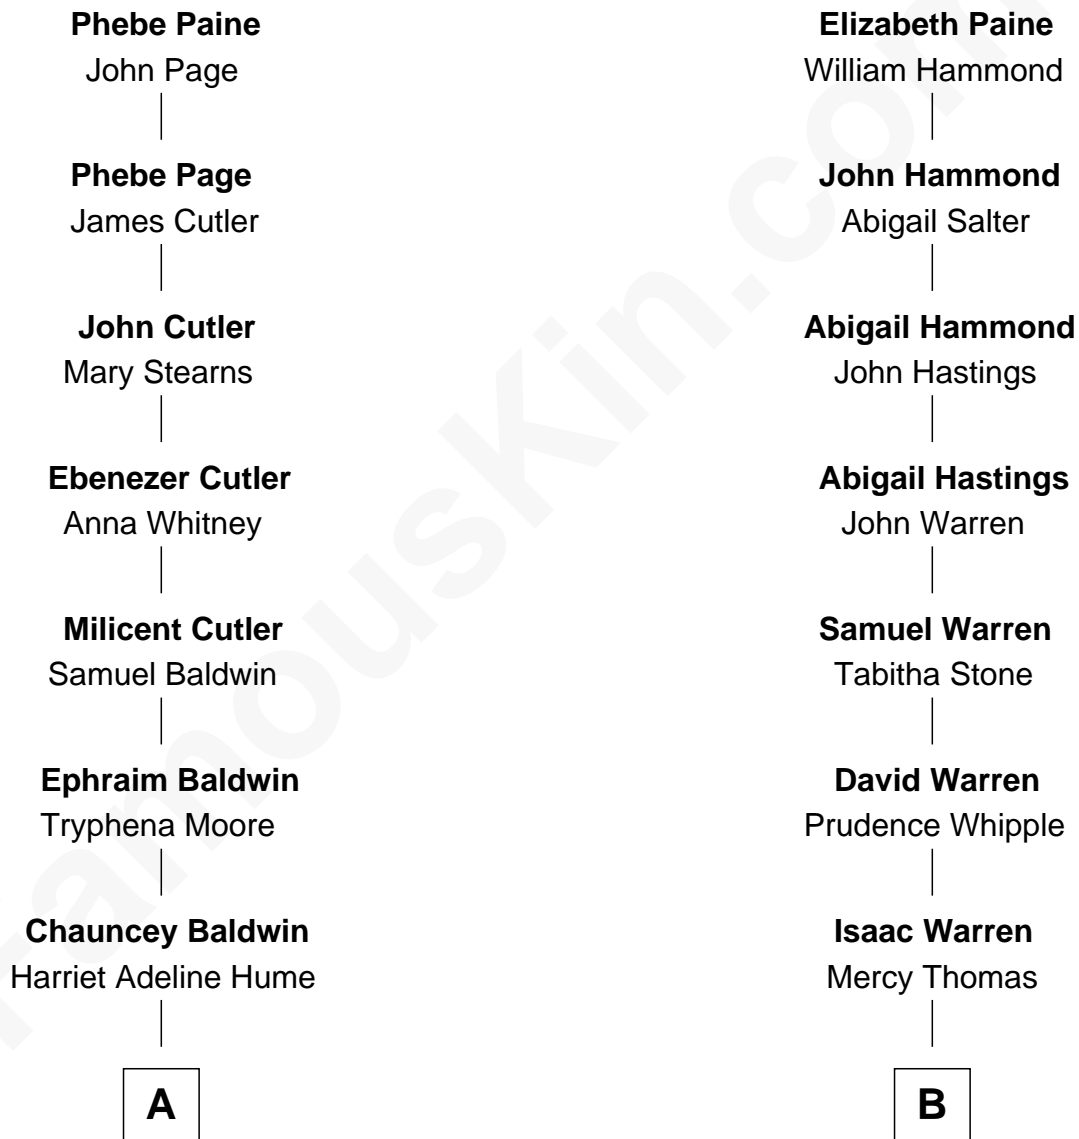 Phebe Paine
John Page
Phebe Page
James Cutler
John Cutler
Mary Stearns
Ebenezer Cutler
Anna Whitney
Milicent Cutler
Samuel Baldwin
Ephraim Baldwin
Tryphena Moore
Chauncey Baldwin
Harriet Adeline Hume
A
Elizabeth Paine
William Hammond
John Hammond
Abigail Salter
Abigail Hammond
John Hastings
Abigail Hastings
John Warren
Samuel Warren
Tabitha Stone
David Warren
Prudence Whipple
Isaac Warren
Mercy Thomas
B
FamousKin.com